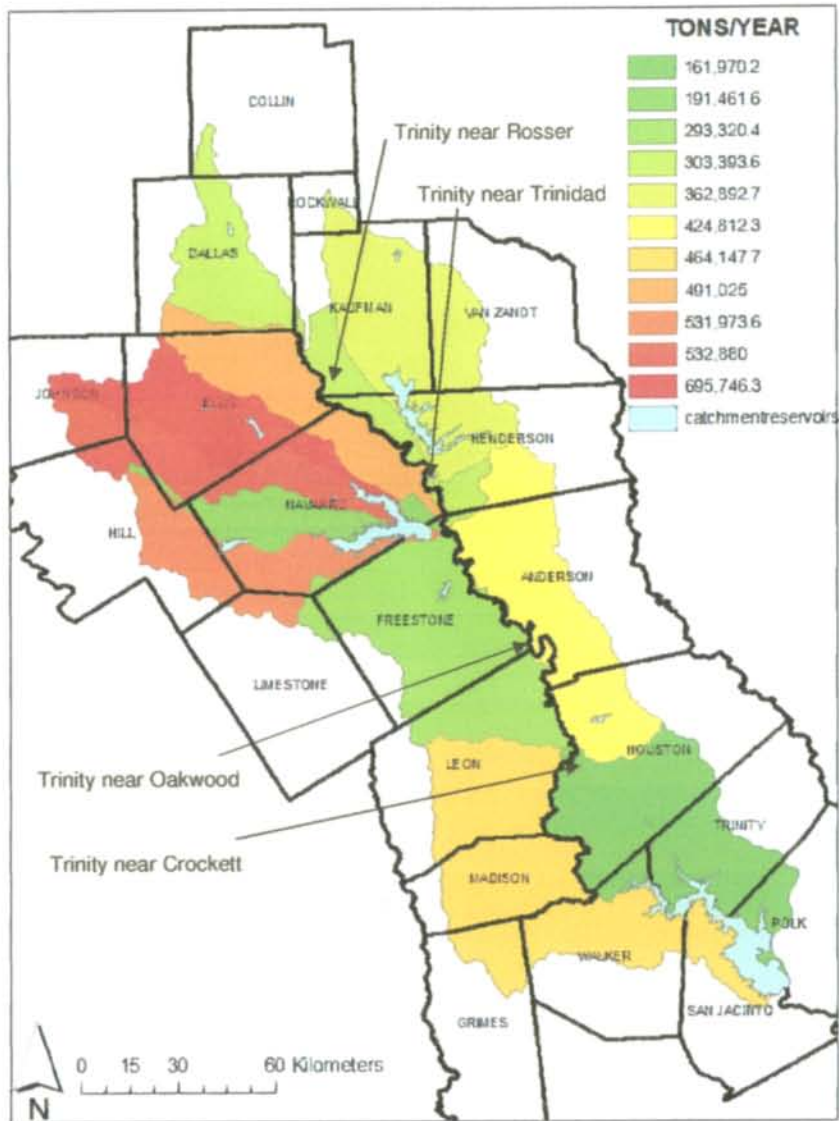 TONS/YEAR
161,970.2
191,461.6
293,320.4
303,393.6
362,892.7
424,812.3
464,147.7
491,025
531,973.6
532,880
695,746.3
catchmentreservoirs
COLLIN
Trinity near Rosser
ROCKWALL
Trinity near Trinidad
DALLAS
KAUFMAN
VAN ZANDT
JOHNSON
ELLIS
HENDERSON
NAVARRO
HILL
ANDERSON
FREESTONE
LIMESTONE
HOUSTON
LEON
Trinity near Oakwood
TRINITY
Trinity near Crockett
MADISON
POLK
WALKER
SAN JACINTO
GRIMES
0 15 30 60 Kilometers
N